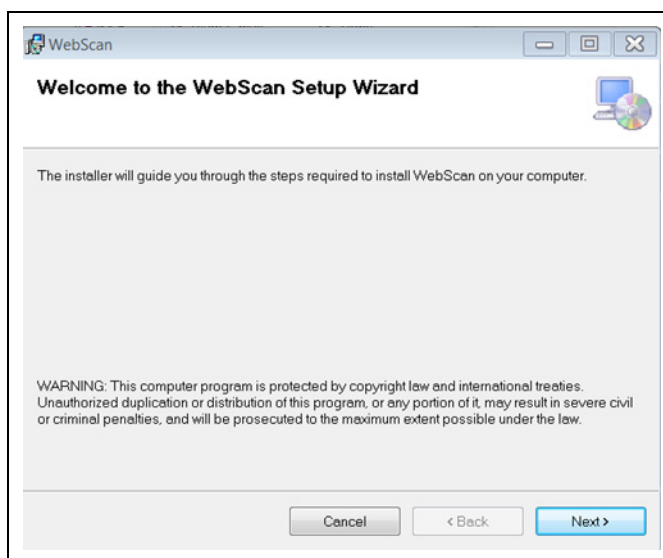 WebScan
Welcome to the WebScan Setup Wizard
The installer will guide you through the steps required to install WebScan on your computer.
WARNING: This computer program is protected by copyright law and international treaties.
Unauthorized duplication or distribution of this program, or any portion of it, may result in severe civil
or criminal penalties, and will be prosecuted to the maximum extent possible under the law.
Cancel
< Back
Next >